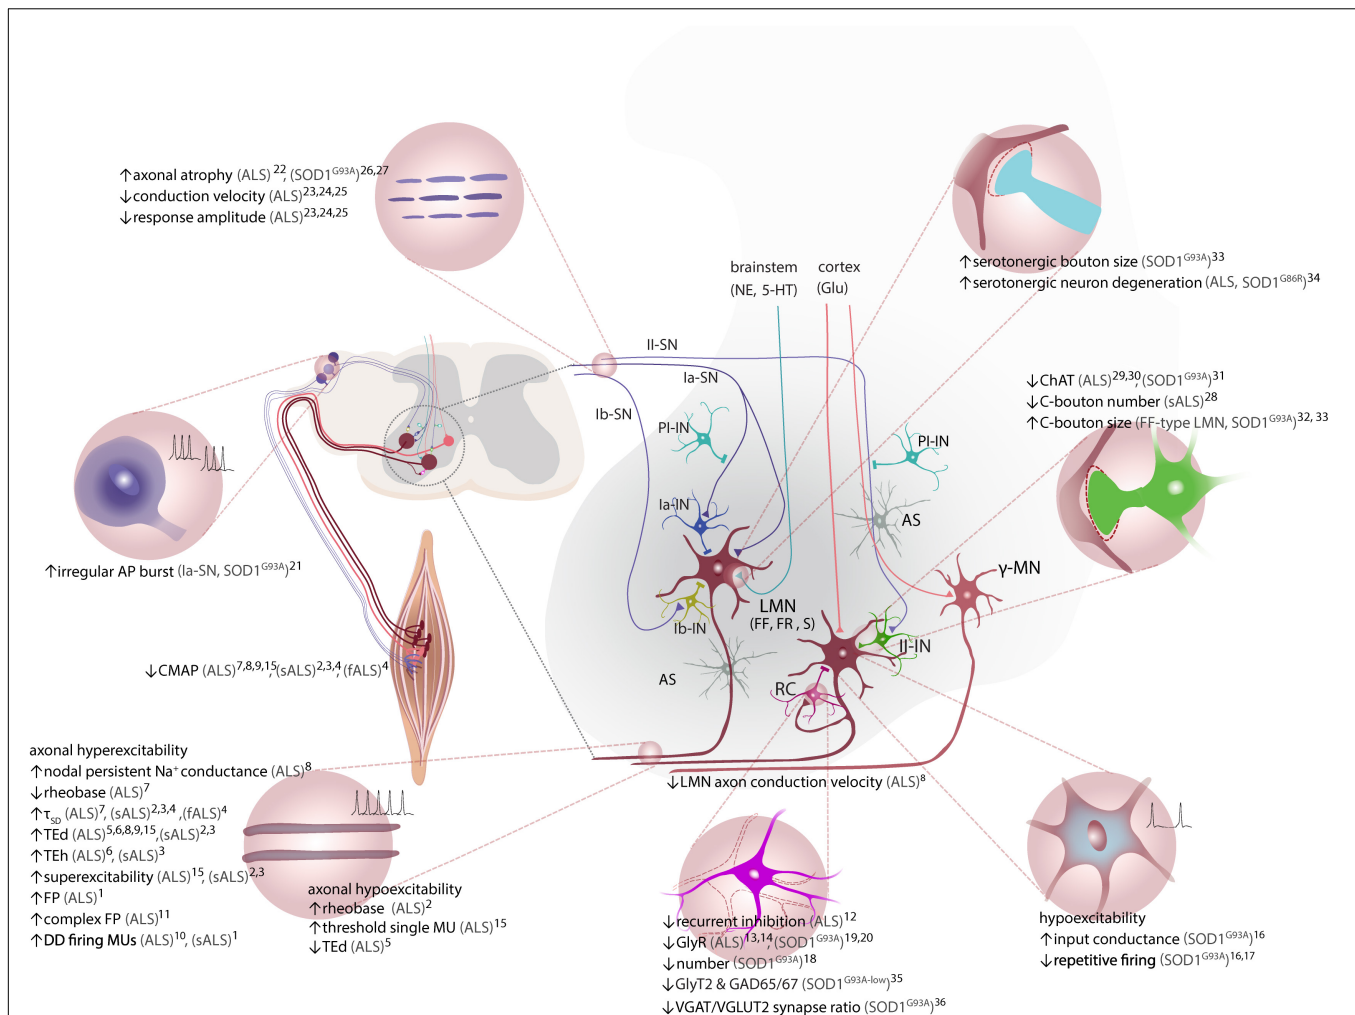 ↑axonal atrophy (ALS) 22, (SOD1G93A)26,27
↓conduction velocity (ALS)23,24,25
↓response amplitude (ALS)23,24,25
↑serotonergic bouton size (SOD1G93A)33
↑serotonergic neuron degeneration (ALS, SOD1G86R)34
brainstem
(NE, 5-HT)
cortex
(Glu)
II-SN
Ia-SN
Ib-SN
↓ChAT (ALS)29,30,(SOD1G93A)31
↓C-bouton number (sALS)28
↑C-bouton size (FF-type LMN, SOD1G93A)32, 33
PI-IN
PI-IN
Ia-IN
AS
↑irregular AP burst (Ia-SN, SOD1G93A)21
γ-MN
LMN
(FF, FR , S)
Ib-IN
II-IN
↓CMAP (ALS)7,8,9,15,(sALS)2,3,4, (fALS)4
AS
RC
↓LMN axon conduction velocity (ALS)8
axonal hyperexcitability
↑nodal persistent Na+ conductance (ALS)8
↓rheobase (ALS)7
↑τSD (ALS)7, (sALS)2,3,4 ,(fALS)4
↑TEd (ALS)5,6,8,9,15,(sALS)2,3
↑TEh (ALS)6, (sALS)3
↑superexcitability (ALS)15, (sALS)2,3
↑FP (ALS)1
↑complex FP (ALS)11
↑DD firing MUs (ALS)10, (sALS)1
axonal hypoexcitability
↑rheobase (ALS)2
↑threshold single MU (ALS)15
↓TEd (ALS)5
↓recurrent inhibition (ALS)12
↓GlyR (ALS)13,14,(SOD1G93A)19,20
↓number (SOD1G93A)18
↓GlyT2 & GAD65/67 (SOD1G93A-low)35
↓VGAT/VGLUT2 synapse ratio (SOD1G93A)36
hypoexcitability
↑input conductance (SOD1G93A)16
↓repetitive firing (SOD1G93A)16,17